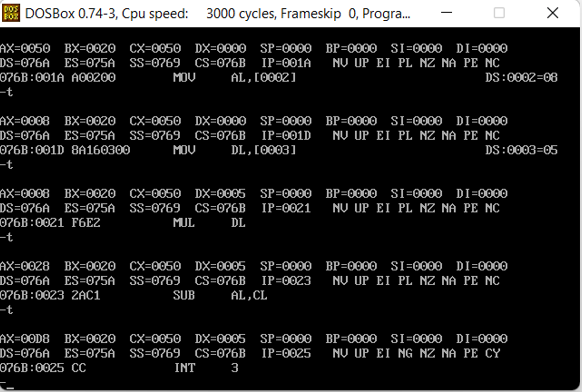 DOSBox 0.74-3, Cpu speed:    3000 cycles, Frameskip  0, Progra...
AX=0050  BX=0020  CX=0050  DX=0000  SP=0000  BP=0000  SI=0000  DI=0000
DS=076A  ES=075A  SS=0769  CS=076B  IP=001A   NV UP EI PL NZ NA PE NC
076B:001A A00200        MOV     AL,[0002]                          DS:0002=08
-t
AX=0008  BX=0020  CX=0050  DX=0000  SP=0000  BP=0000  SI=0000  DI=0000
DS=076A  ES=075A  SS=0769  CS=076B  IP=001D   NV UP EI PL NZ NA PE NC
076B:001D 8A160300      MOV     DL,[0003]                          DS:0003=05
-t
AX=0008  BX=0020  CX=0050  DX=0005  SP=0000  BP=0000  SI=0000  DI=0000
DS=076A  ES=075A  SS=0769  CS=076B  IP=0021   NV UP EI PL NZ NA PE NC
076B:0021 F6E2          MUL     DL
-t
AX=0028  BX=0020  CX=0050  DX=0005  SP=0000  BP=0000  SI=0000  DI=0000
DS=076A  ES=075A  SS=0769  CS=076B  IP=0023   NV UP EI PL NZ NA PE NC
076B:0023 2AC1          SUB     AL,CL
-t
AX=00D8  BX=0020  CX=0050  DX=0005  SP=0000  BP=0000  SI=0000  DI=0000
DS=076A  ES=075A  SS=0769  CS=076B  IP=0025   NV UP EI NG NZ NA PE CY
076B:0025 CC            INT     3
-_